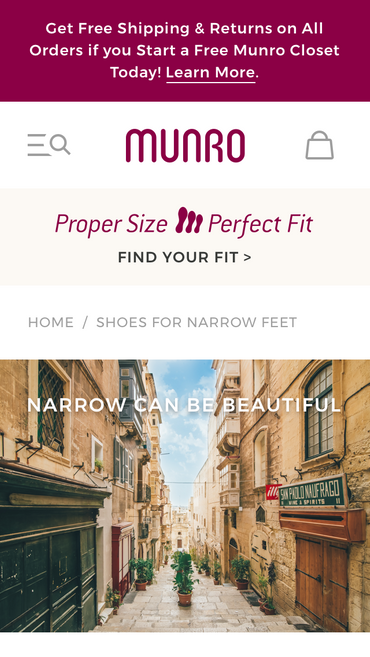 Get Free Shipping & Returns on All
Orders if you Start a Free Munro Closet
Today! Learn More.
MUNRO
Proper Size Perfect Fit
FIND YOUR FIT >
HOME / SHOES FOR NARROW FEET
NARROW CAN BE BEAUTIFUL
illy SAN PAOLO NAUFRAGO
WINE & SPIRITS